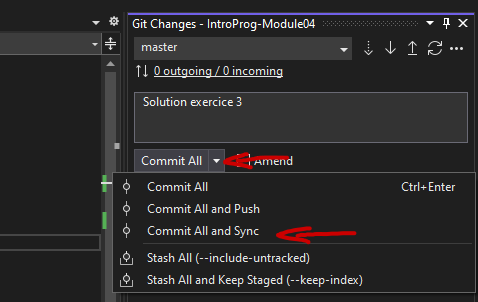 Git Changes - IntroProg-Module04
master
0 outgoing / 0 incoming
Solution exercice 3
Commit All
Amend
Commit All Ctrl+Enter
Commit All and Push
Commit All and Sync
Stash All (--include-untracked)
Stash All and Keep Staged (--keep-index)